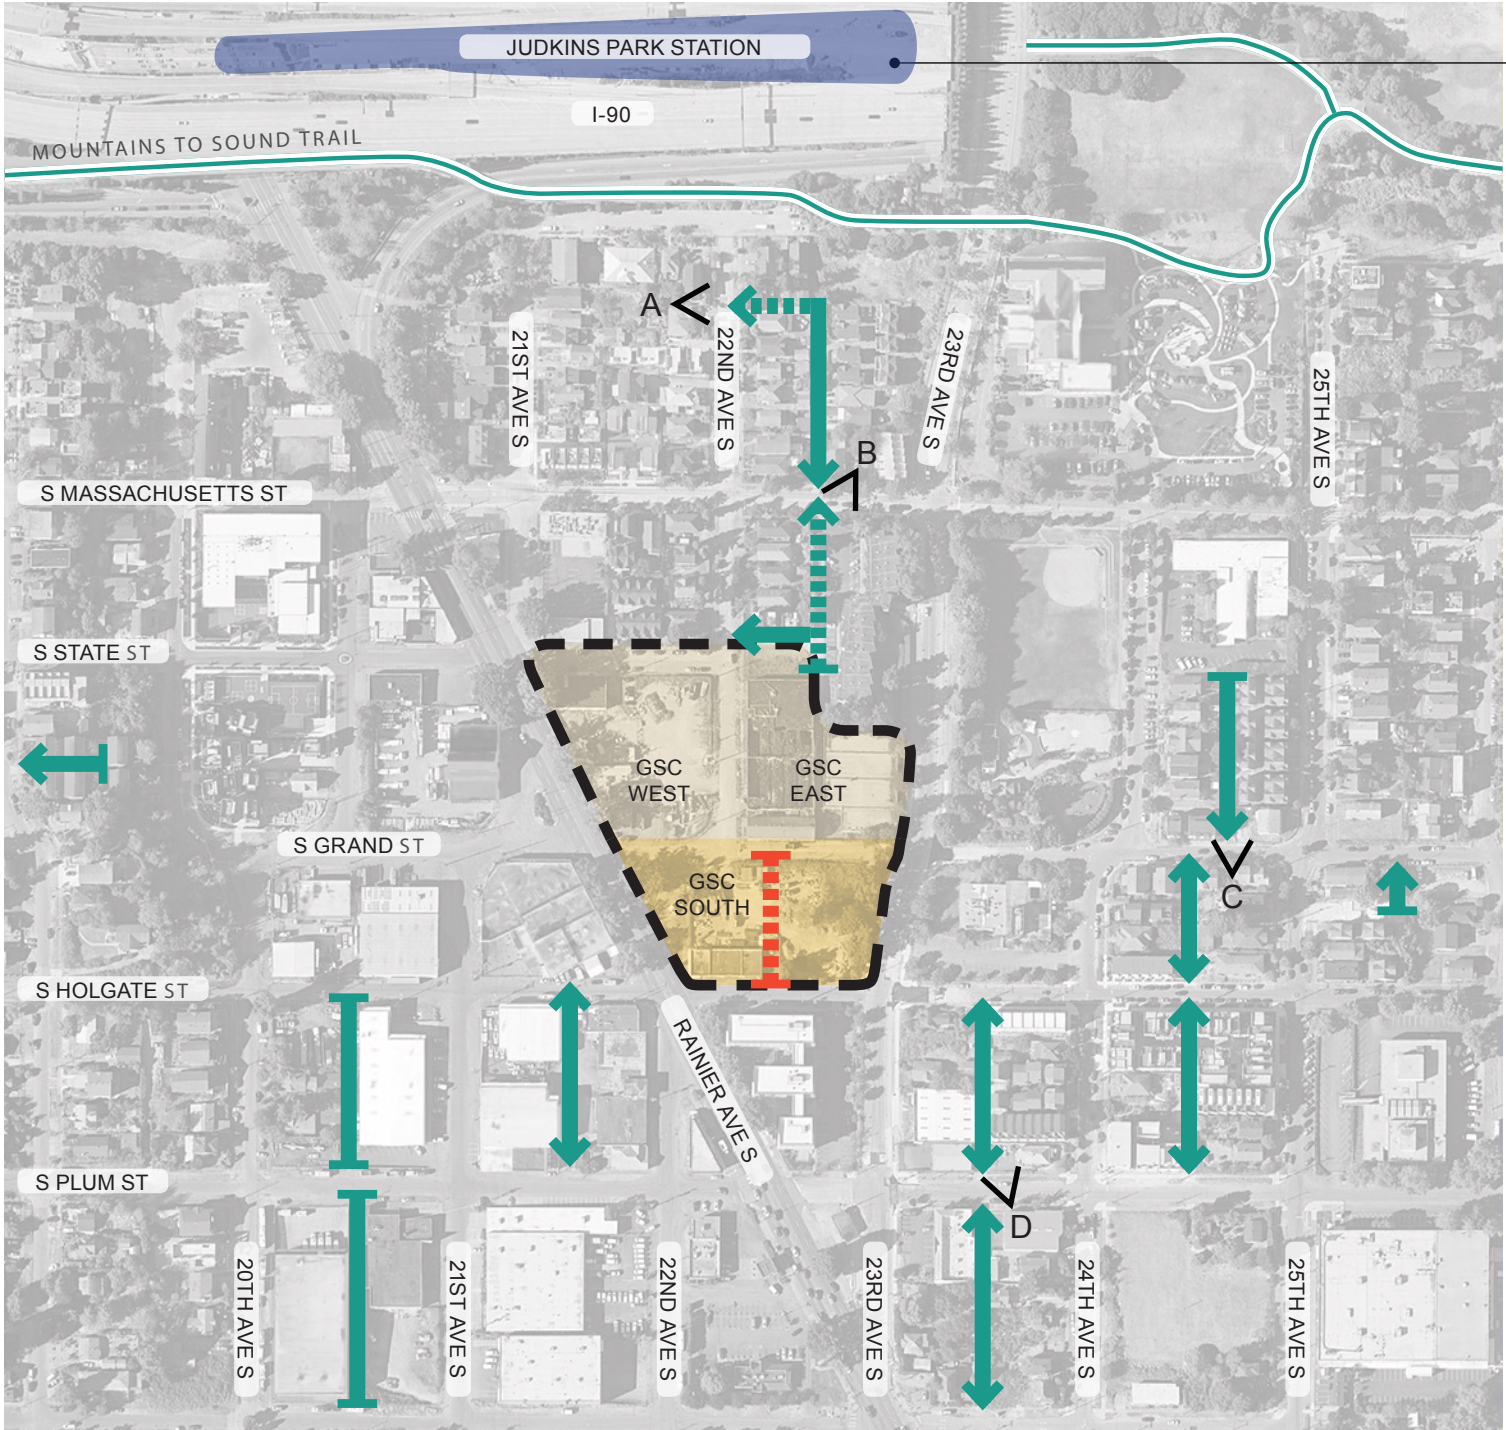 JUDKINS PARK STATION
I-90
MOUNTAINS TO SOUND TRAIL
A
21ST AVE S
22ND AVE S
23RD AVE S
25TH AVE S
B
S MASSACHUSETTS ST
S STATE ST
GSC
WEST
GSC
EAST
S GRAND ST
GSC
SOUTH
C
S HOLGATE ST
RAINIER AVE S
S PLUM ST
D
20TH AVE S
21ST AVE S
22ND AVE S
23RD AVE S
24TH AVE S
25TH AVE S